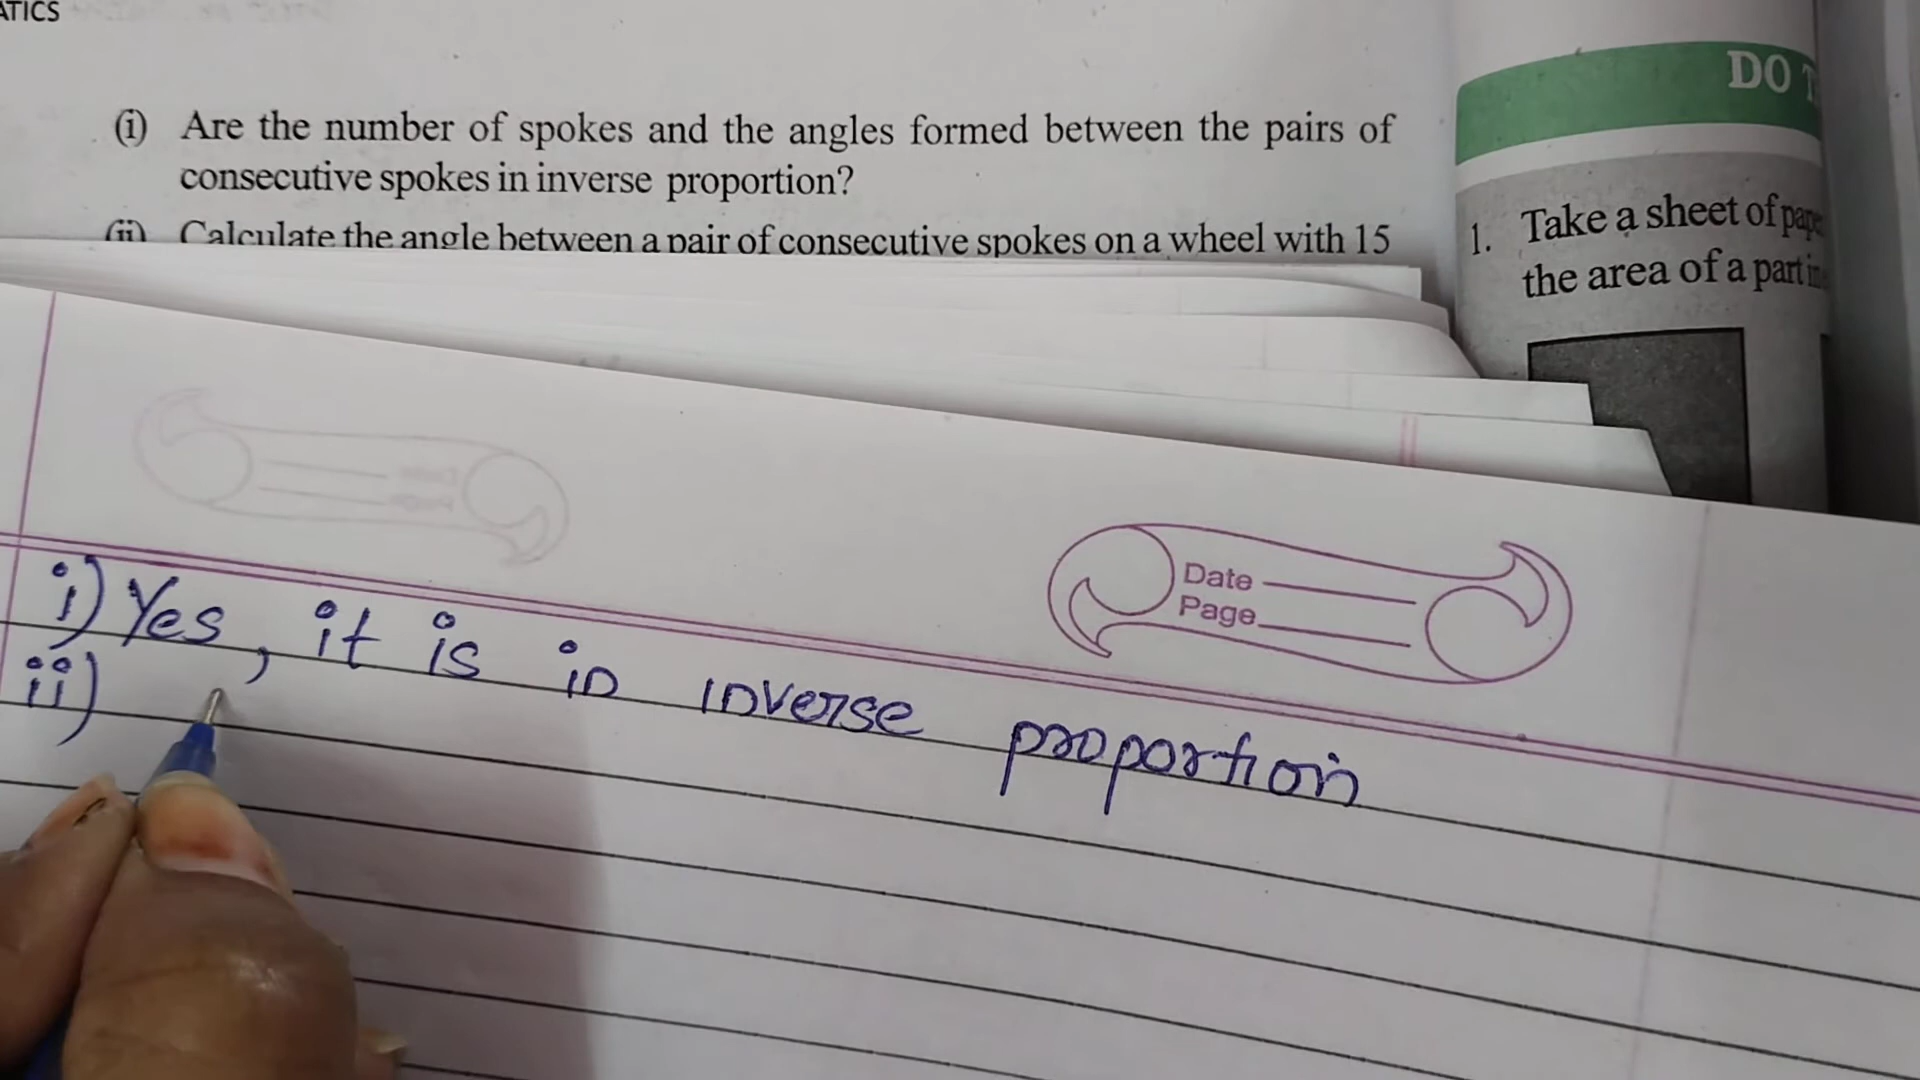 ATICS
(i) Are the number of spokes and the angles formed between the pairs of
consecutive spokes in inverse proportion?
(ii) Calculate the angle between a pair of consecutive spokes on a wheel with 15
DO
1. Take a sheet of
the area of a part
Date
Page
i) Yes, it is in inverse proportion
ii)